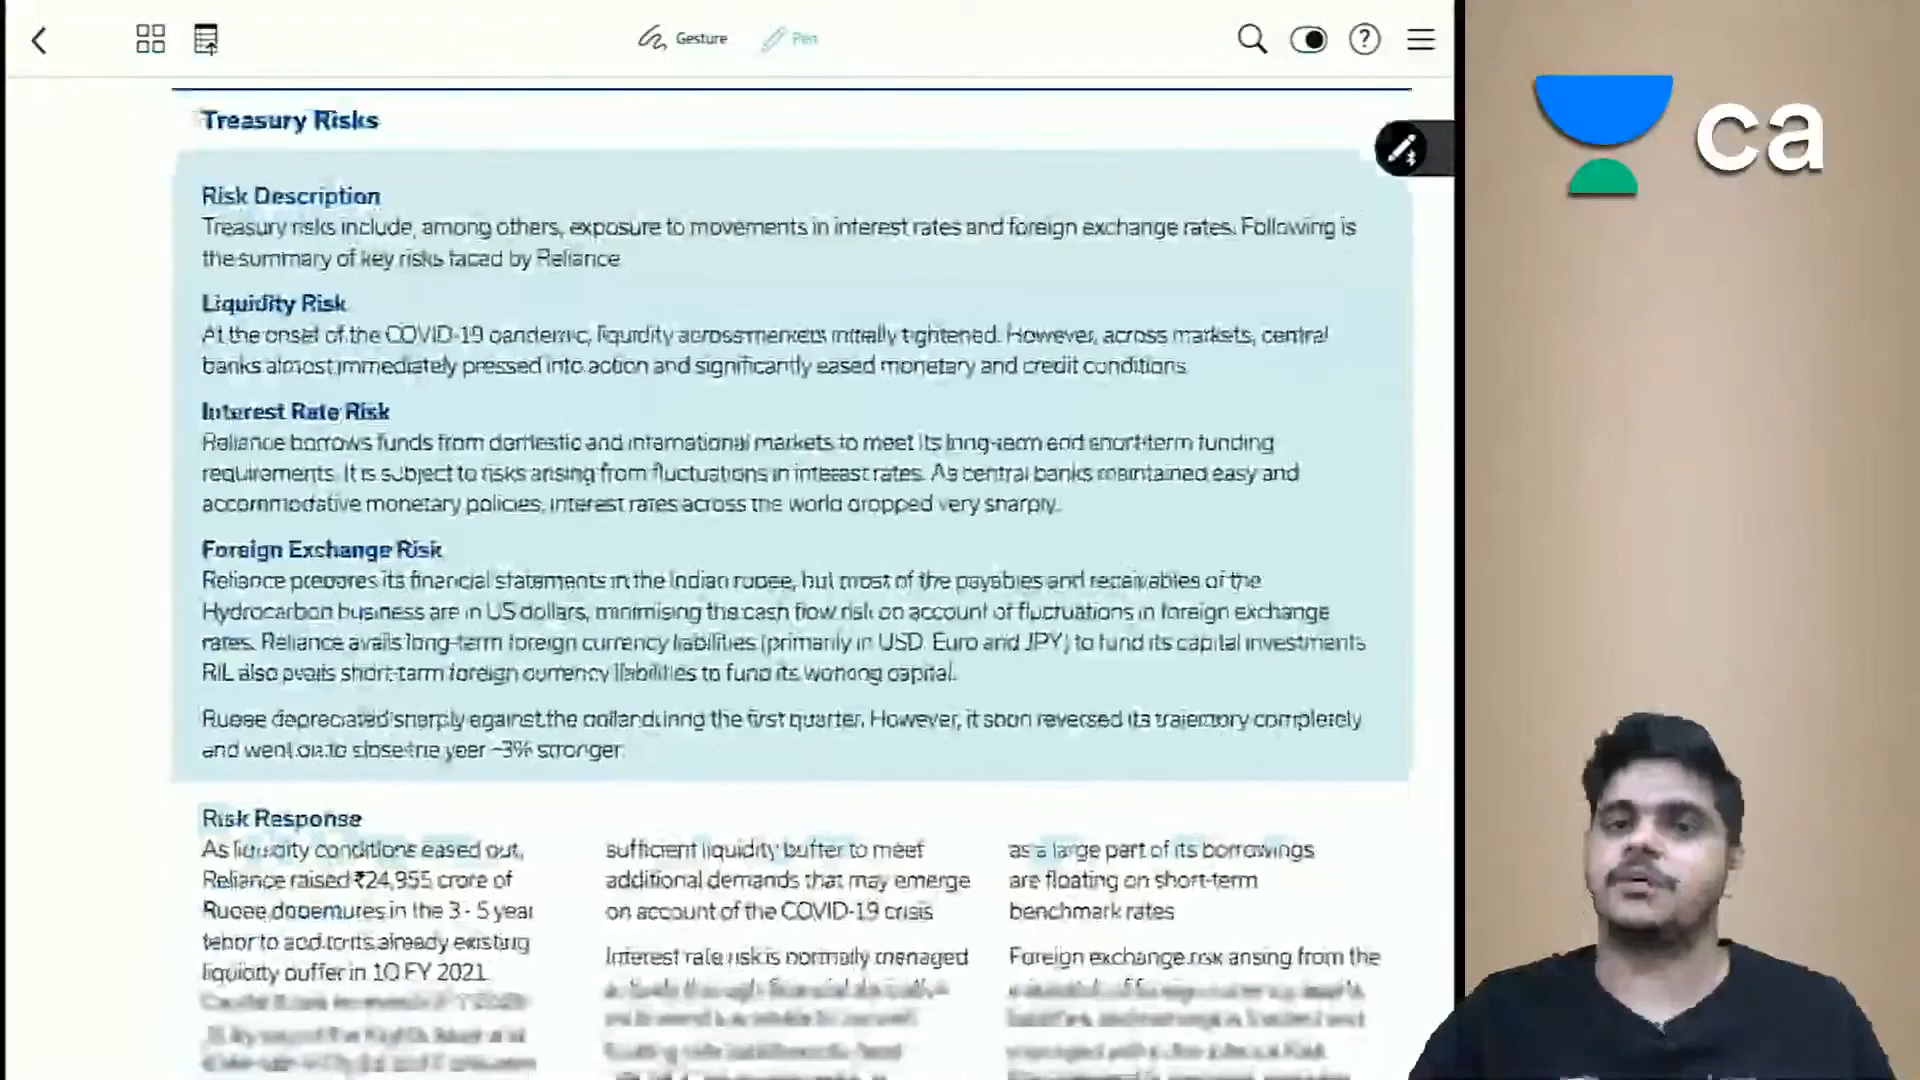 Gesture
Pen
ca
Treasury Risks
Risk Description
Treasury risks include, among others, exposure to movements in interest rates and foreign exchange rates. Following is
the summary of key risks faced by Reliance
Liquidity Risk
At the onset of the COVID-19 pandemic, liquidity across markets initially tightened. However, across markets, central
banks almost immediately pressed into action and significantly eased monetary and credit conditions.
Interest Rate Risk
Reliance borrows funds from domestic and international markets to meet its long-term and short-term funding
requirements. It is subject to risks arising from fluctuations in interest rates. As central banks maintained easy and
accommodative monetary policies, interest rates across the world dropped very sharply.
Foreign Exchange Risk
Reliance prepares its financial statements in the Indian rupee, but most of the payables and receivables of the
Hydrocarbon business are in US dollars, minimising the cash flow risk on account of fluctuations in foreign exchange
rates. Reliance avails long-term foreign currency liabilities (primarily in USD, Euro and JPY) to fund its capital investments.
RIL also avails short-term foreign currency liabilities to fund its working capital.
Rupee depreciated sharply against the dollar during the first quarter. However, it soon reversed its trajectory completely
and went on to close the year ~3% stronger.
Risk Response
As liquidity conditions eased out,
Reliance raised ₹24,955 crore of
Rupee debentures in the 3 - 5 year
tenor to add to its already existing
liquidity buffer in 1Q FY 2021
sufficient liquidity buffer to meet
additional demands that may emerge
on account of the COVID-19 crisis
Interest rate risk is normally managed
as a large part of its borrowings
are floating on short-term
benchmark rates
Foreign exchange risk arising from the